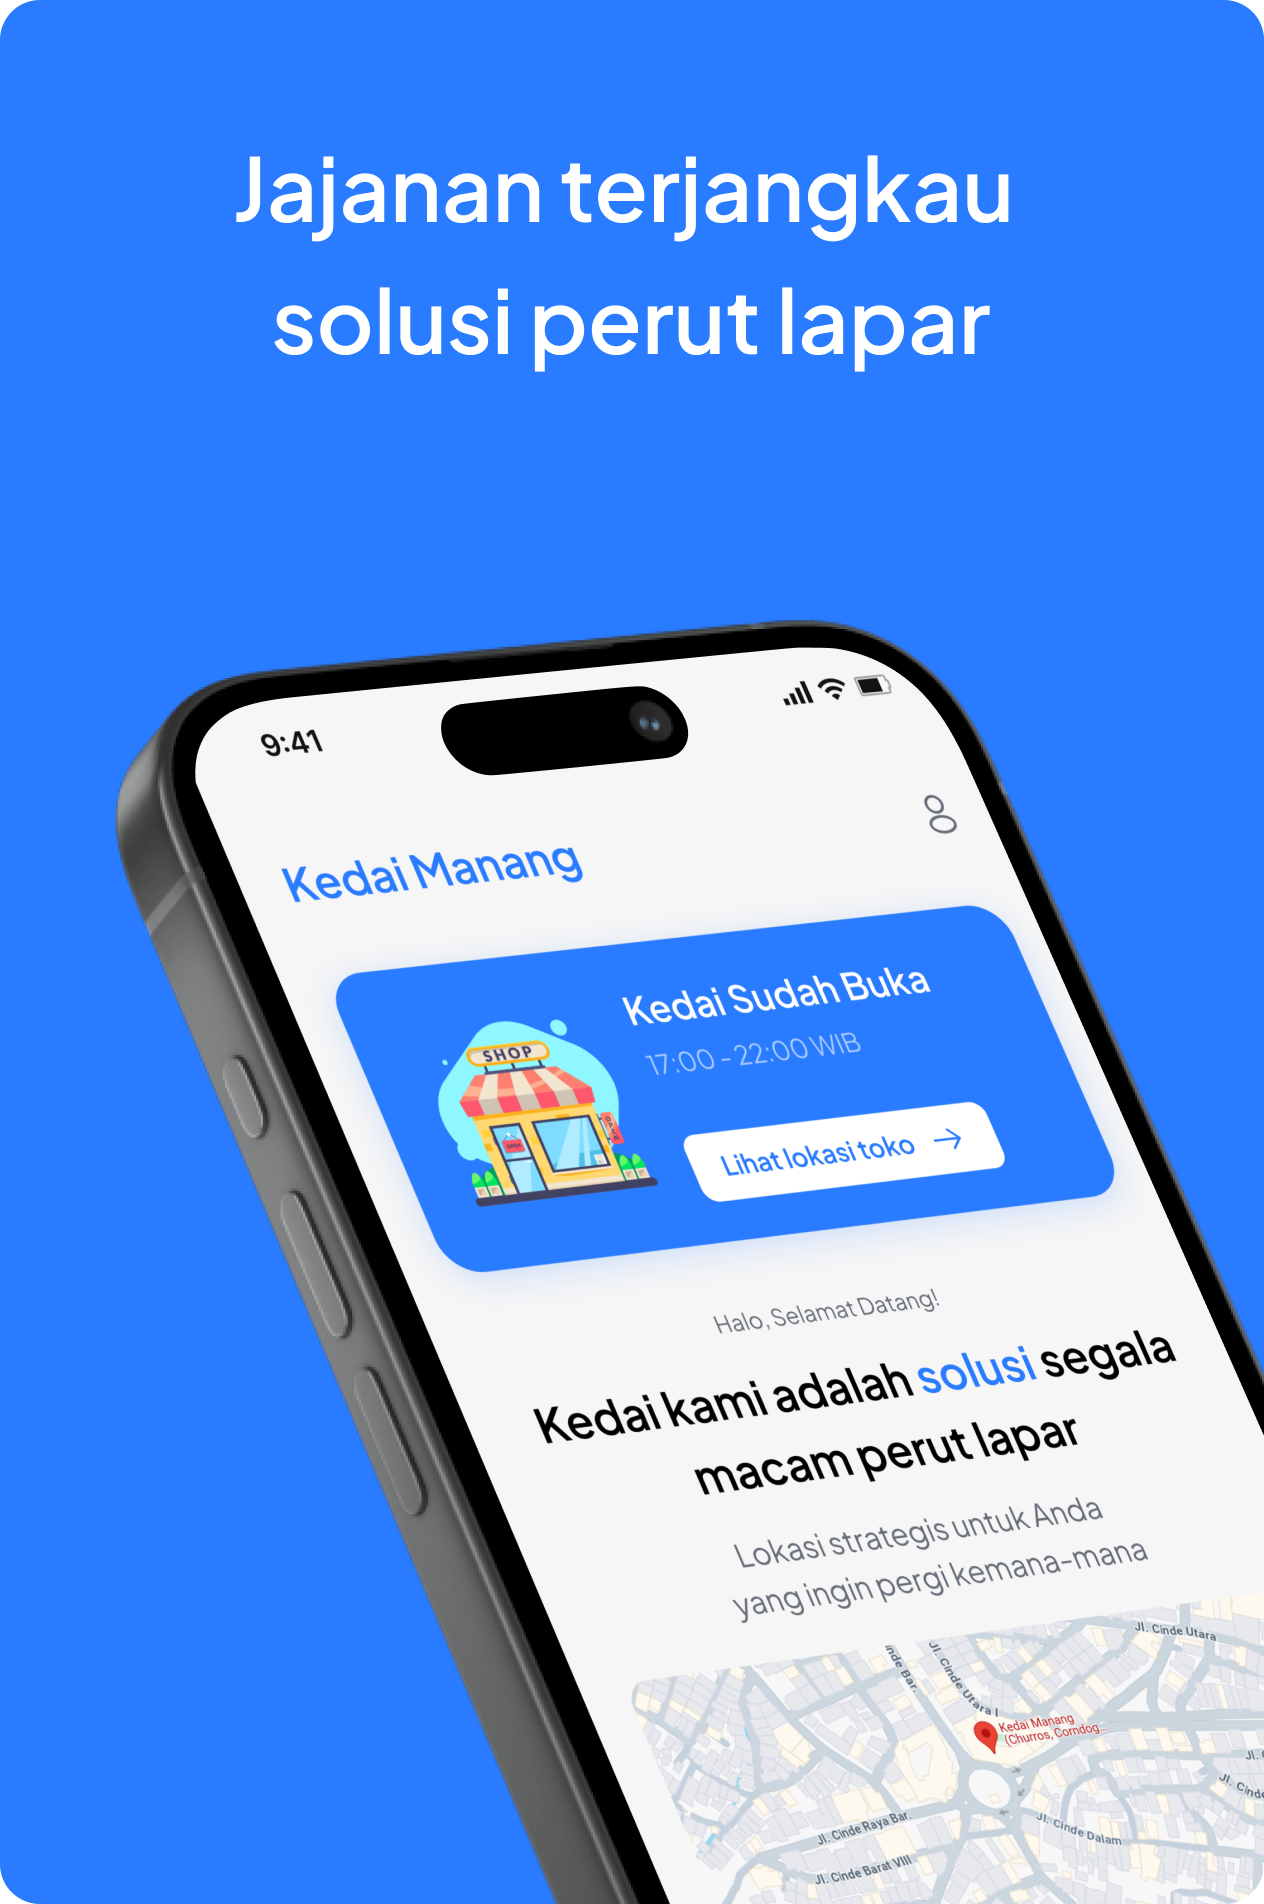 Jajanan terjangkau
solusi perut lapar
9:41
Kedai Manang
Kedai Sudah Buka
17:00 - 22:00 WIB
SHOP
OPEN
OPEN
Lihat lokasi toko
Halo, Selamat Datang!
Kedai kami adalah solusi segala
macam perut lapar
Lokasi strategis untuk Anda
yang ingin pergi kemana-mana
Jl. Cinde Utara
inde Bar.
Jl. Cinde Utara I
Kedai Manang
(Churros, Corndog...
Jl.
Jl. Cinde
Jl. Cinde Raya Bar.
Jl. Cinde Dalam
Jl. Cinde Barat VIII